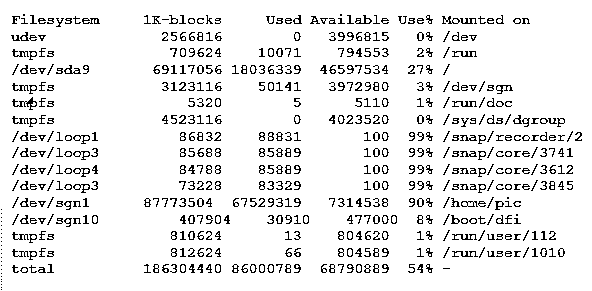 Filesystem 1K-blocks Used Available Use% Mounted on
udev 2566816 0 3996815 0% /dev
tmpfs 709624 10071 794553 2% /run
/dev/sda9 69117056 18036339 46597534 27% /
tmpfs 3123116 50141 3972980 3% /dev/sgn
tmpfs 5320 5 5110 1% /run/doc
tmpfs 4523116 0 4023520 0% /sys/ds/dgroup
/dev/loop1 86832 88831 100 99% /snap/recorder/2
/dev/loop3 85688 85889 100 99% /snap/core/3741
/dev/loop4 84788 85889 100 99% /snap/core/3612
/dev/loop3 73228 83329 100 99% /snap/core/3845
/dev/sgn1 87773504 67529319 7314538 90% /home/pic
/dev/sgn10 407904 30910 477000 8% /boot/dfi
tmpfs 810624 13 804620 1% /run/user/112
tmpfs 812624 66 804589 1% /run/user/1010
total 186304440 86000789 68790889 54% -